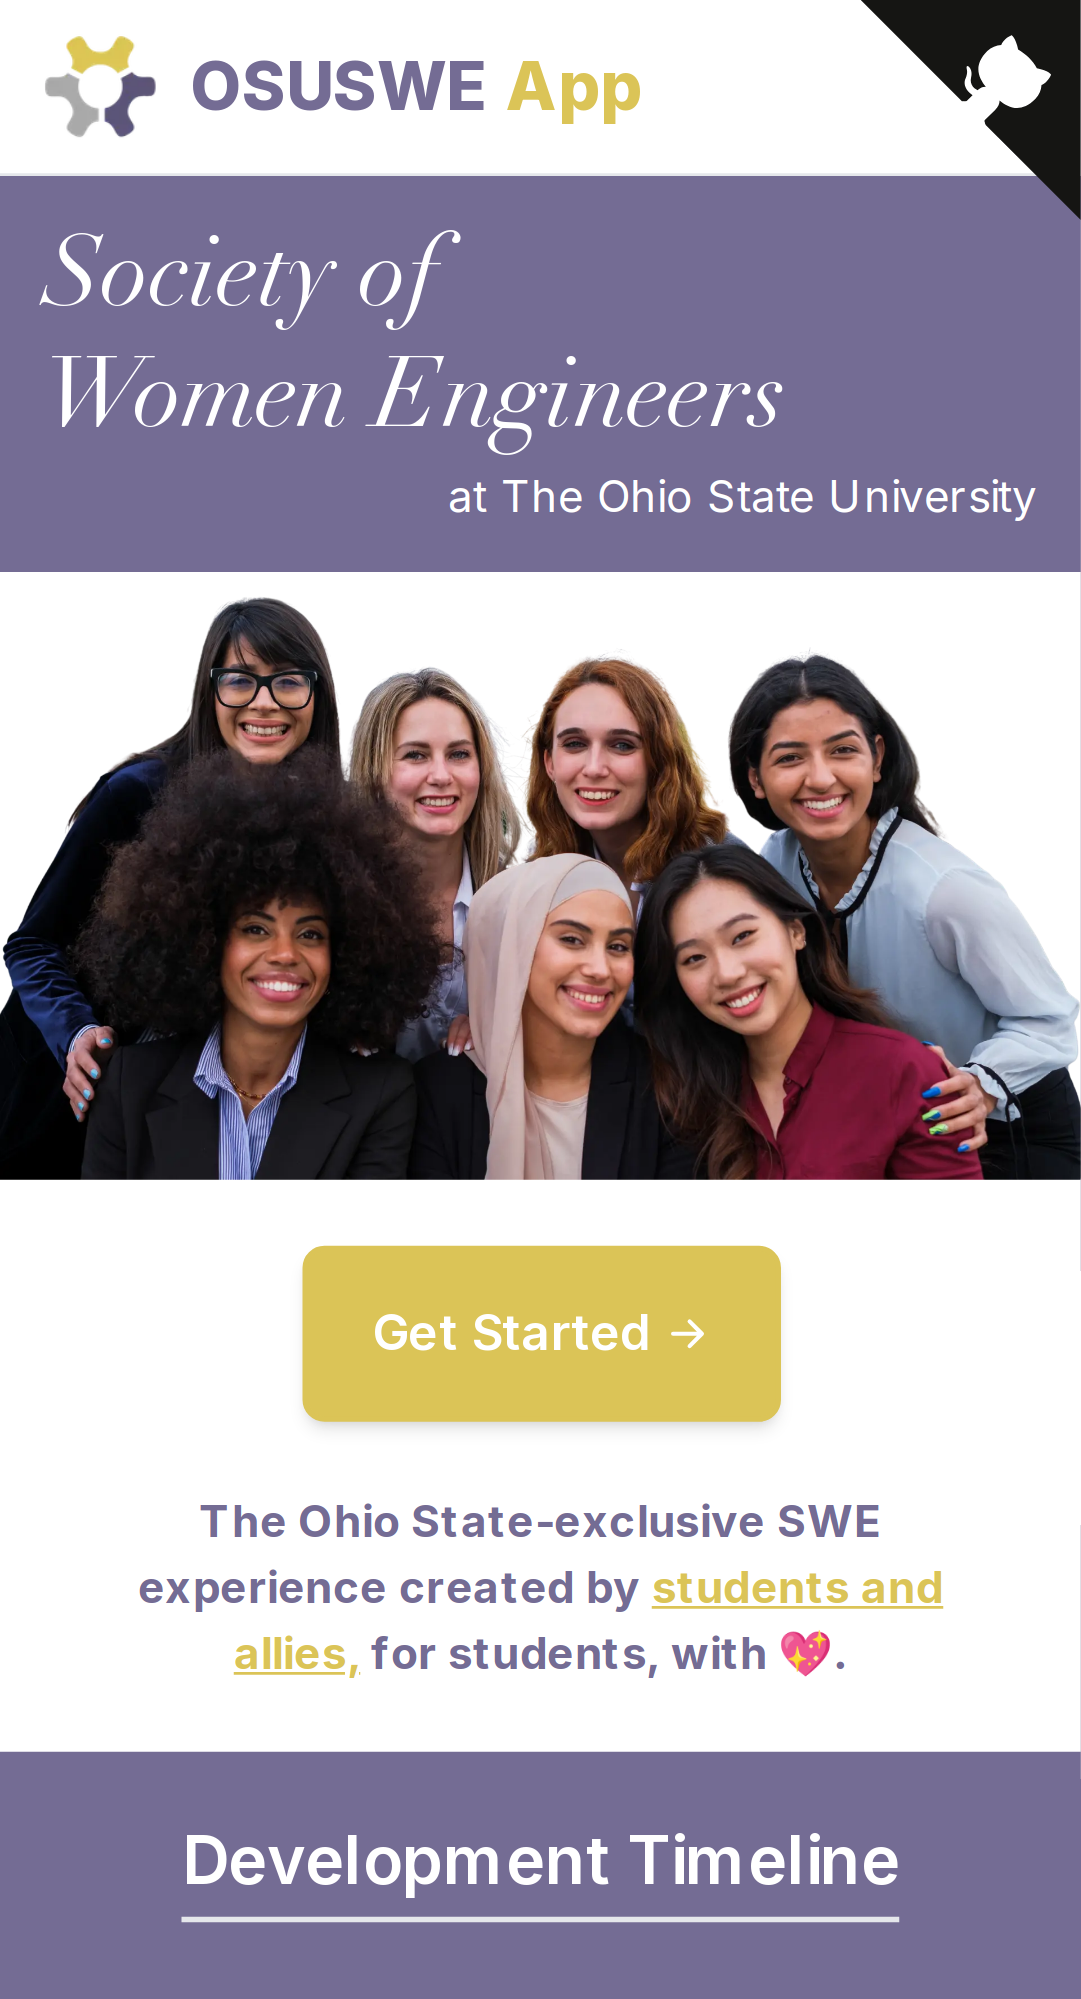 OSUSWE App
Society of
Women Engineers
at The Ohio State University
Get Started →
The Ohio State-exclusive SWE
experience created by students and
allies, for students, with 💖.
Development Timeline